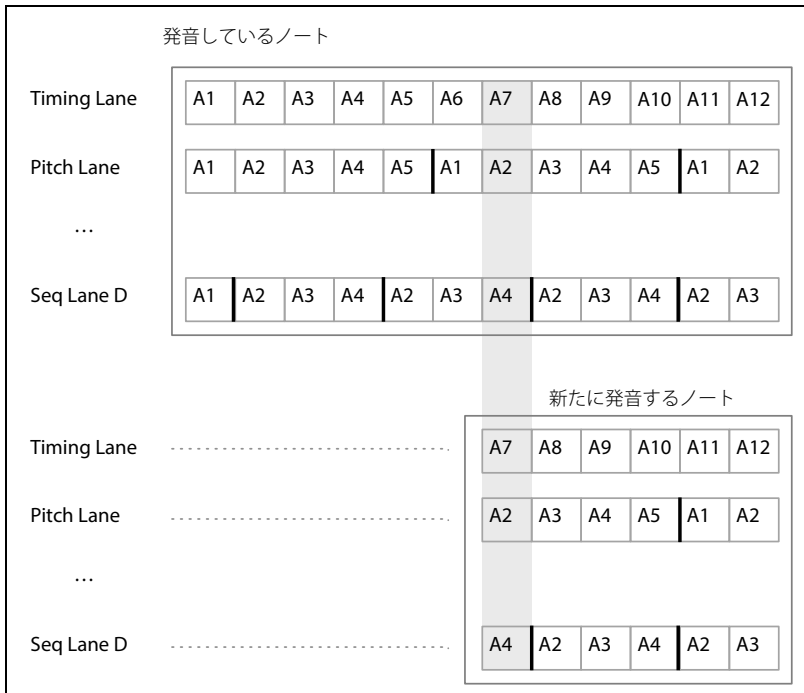 発音しているノート
Timing Lane A1 A2 A3 A4 A5 A6 A7 A8 A9 A10 A11 A12
Pitch Lane A1 A2 A3 A4 A5 A1 A2 A3 A4 A5 A1 A2
…
Seq Lane D A1 A2 A3 A4 A2 A3 A4 A2 A3 A4 A2 A3
新たに発音するノート
Timing Lane A7 A8 A9 A10 A11 A12
Pitch Lane A2 A3 A4 A5 A1 A2
…
Seq Lane D A4 A2 A3 A4 A2 A3